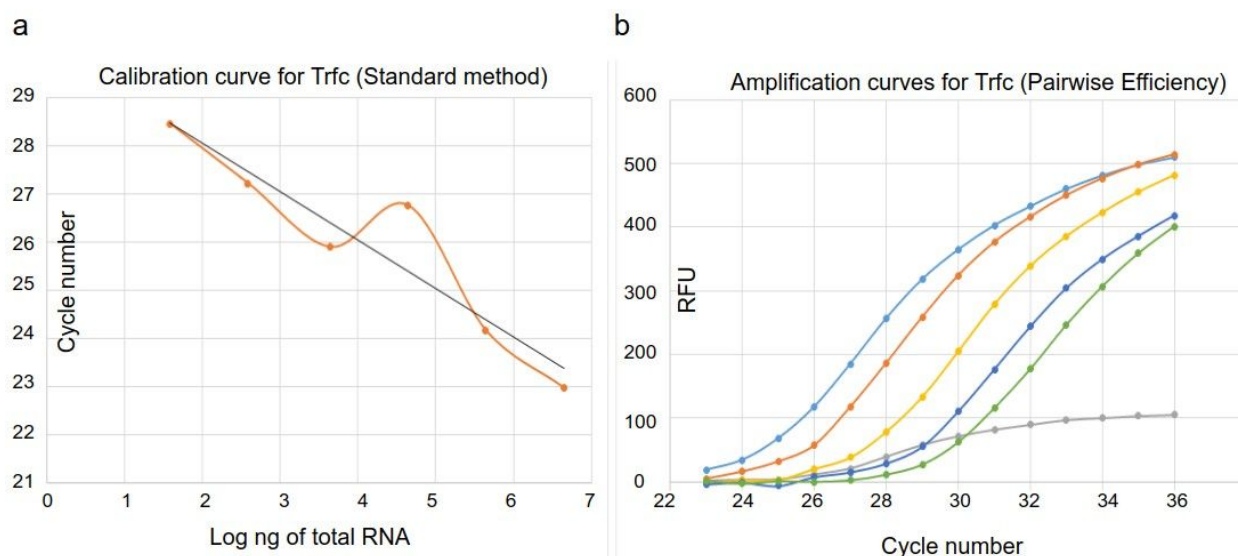 a
Calibration curve for Trfc (Standard method)
29
28
27
26
25
24
23
22
21
Cycle number
0 1 2 3 4 5 6 7
Log ng of total RNA
b
Amplification curves for Trfc (Pairwise Efficiency)
600
500
400
300
200
100
0
RFU
22 24 26 28 30 32 34 36
Cycle number